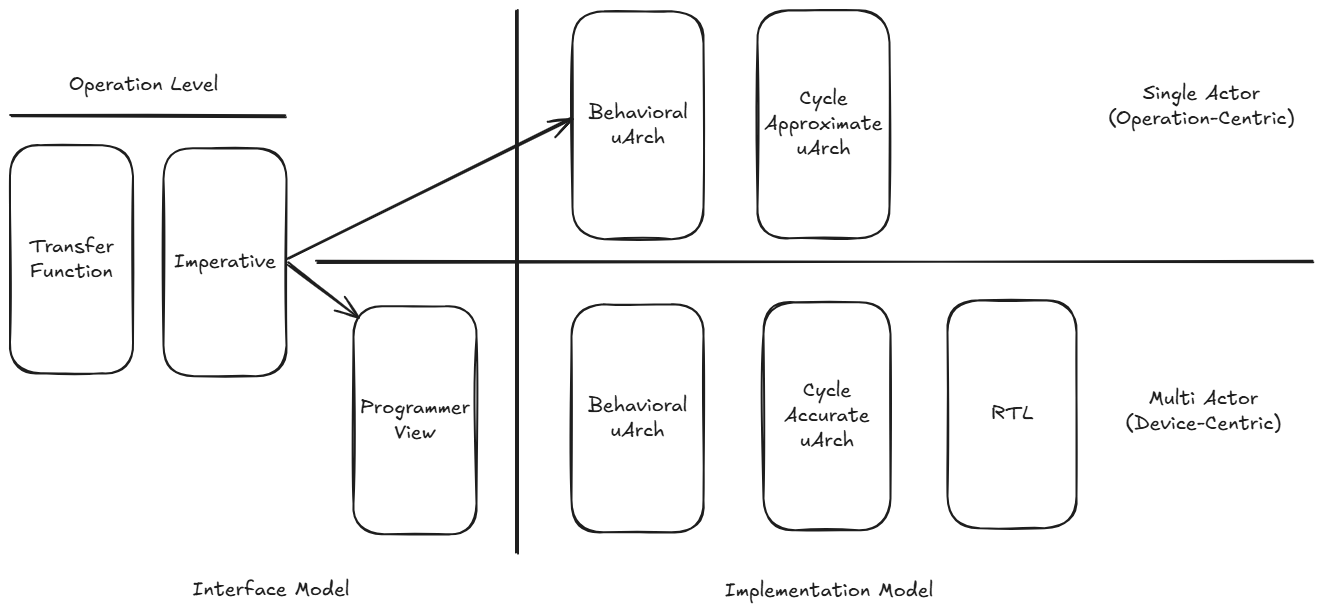 Operation Level
Transfer
Function
Imperative
Programmer
View
Behavioral
uArch
Cycle
Approximate
uArch
Single Actor
(Operation-Centric)
Behavioral
uArch
Cycle
Accurate
uArch
RTL
Multi Actor
(Device-Centric)
Interface Model
Implementation Model